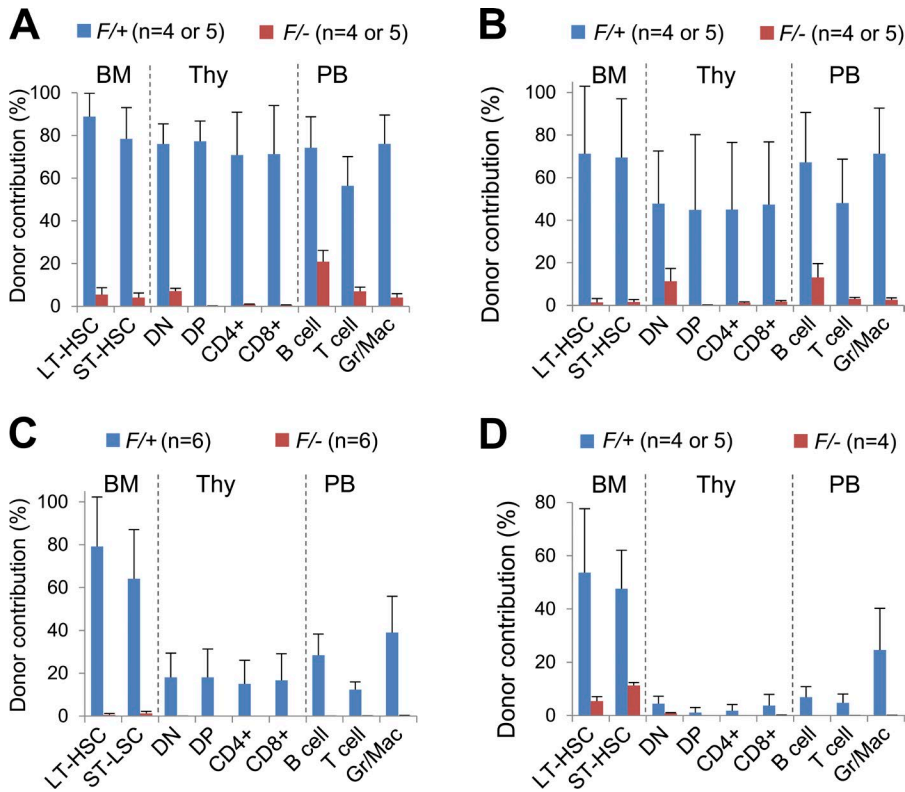 A
F/+ (n=4 or 5) F/- (n=4 or 5)
BM Thy PB
Donor contribution (%)
100
80
60
40
20
0
LT-HSC ST-HSC DN DP CD4+ CD8+ B cell T cell Gr/Mac
B
F/+ (n=4 or 5) F/- (n=4 or 5)
BM Thy PB
Donor contribution (%)
100
80
60
40
20
0
LT-HSC ST-HSC DN DP CD4+ CD8+ B cell T cell Gr/Mac
C
F/+ (n=6) F/- (n=6)
BM Thy PB
Donor contribution (%)
100
80
60
40
20
0
LT-HSC ST-LSC DN DP CD4+ CD8+ B cell T cell Gr/Mac
D
F/+ (n=4 or 5) F/- (n=4)
BM Thy PB
Donor contribution (%)
80
60
40
20
0
LT-HSC ST-HSC DN DP CD4+ CD8+ B cell T cell Gr/Mac